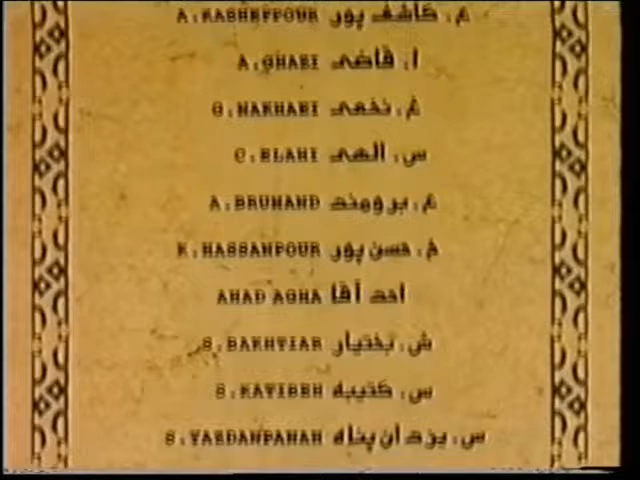 A.KASHEFPOUR ع. کاشف پور
A.GHAZI ا. قاضی
G.NAKHAEI غ. نخعی
C.ELAHI س. الهی
A.BRUMAND ع. برومند
K.HASSANPOUR خ. حسن پور
AHAD AGHA احد آقا
S.BAKHTIAR ش. بختیار
S.KATIBEH س. کتیبه
S.YAZDANPANAH س. یزدان پناه